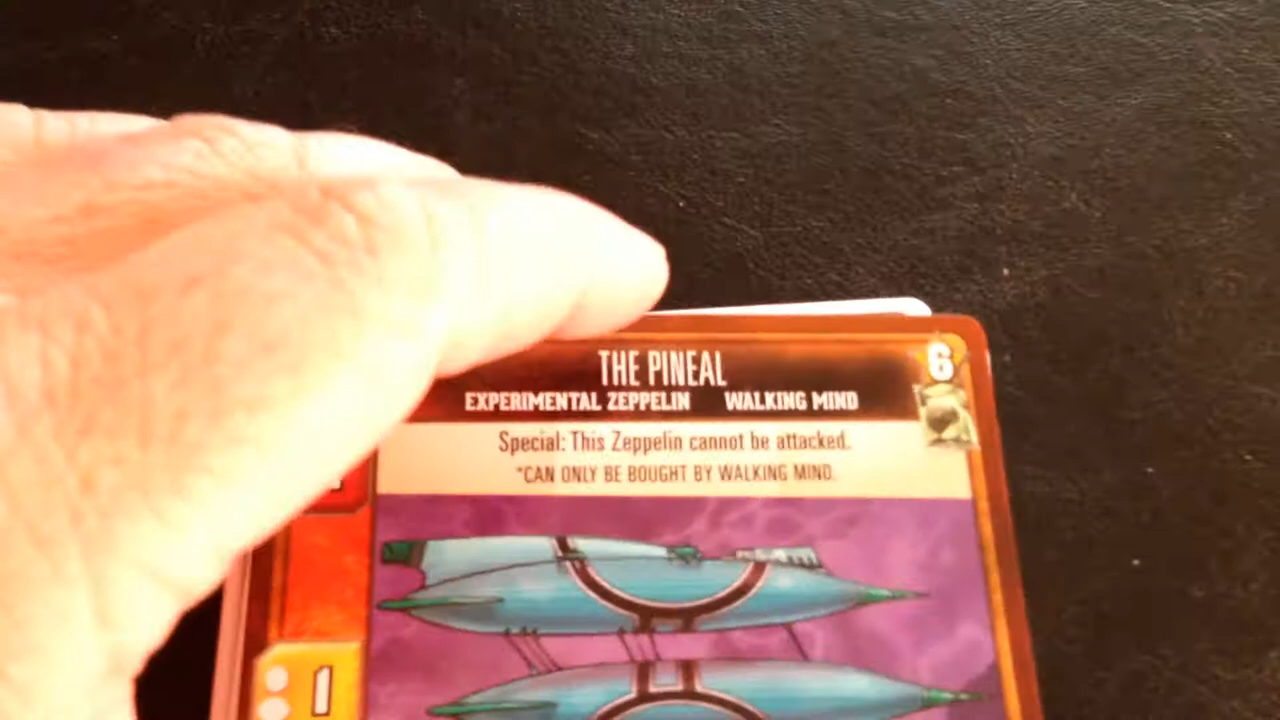 THE PINEAL
6
EXPERIMENTAL ZEPPELIN WALKING MIND
Special: This Zeppelin cannot be attacked.
*CAN ONLY BE BOUGHT BY WALKING MIND.
1